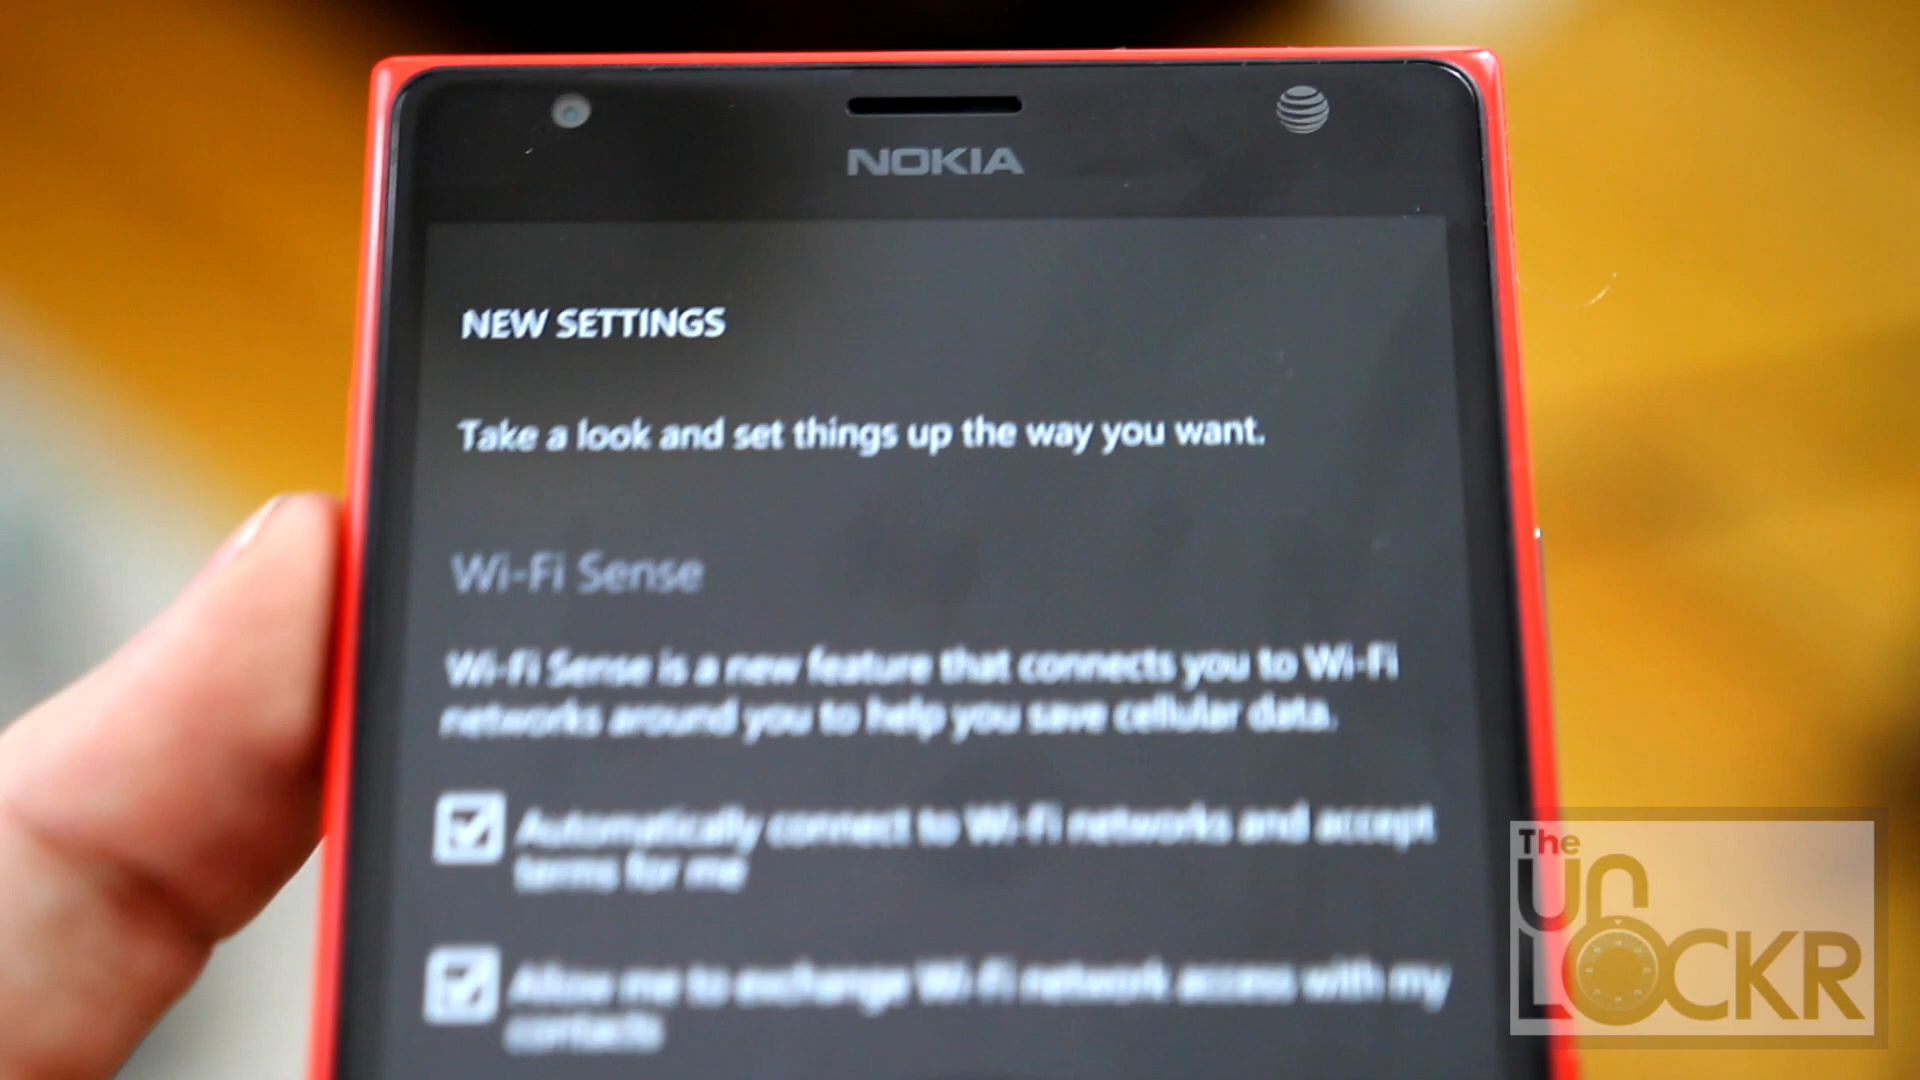 NOKIA
NEW SETTINGS
Take a look and set things up the way you want.
Wi-Fi Sense
Wi-Fi Sense is a new feature that connects you to Wi-Fi
networks around you to help you save cellular data.
Automatically connect to Wi-Fi networks and accept
terms for me
Allow me to exchange Wi-Fi network access with my
contacts
The
Un
LOCKR